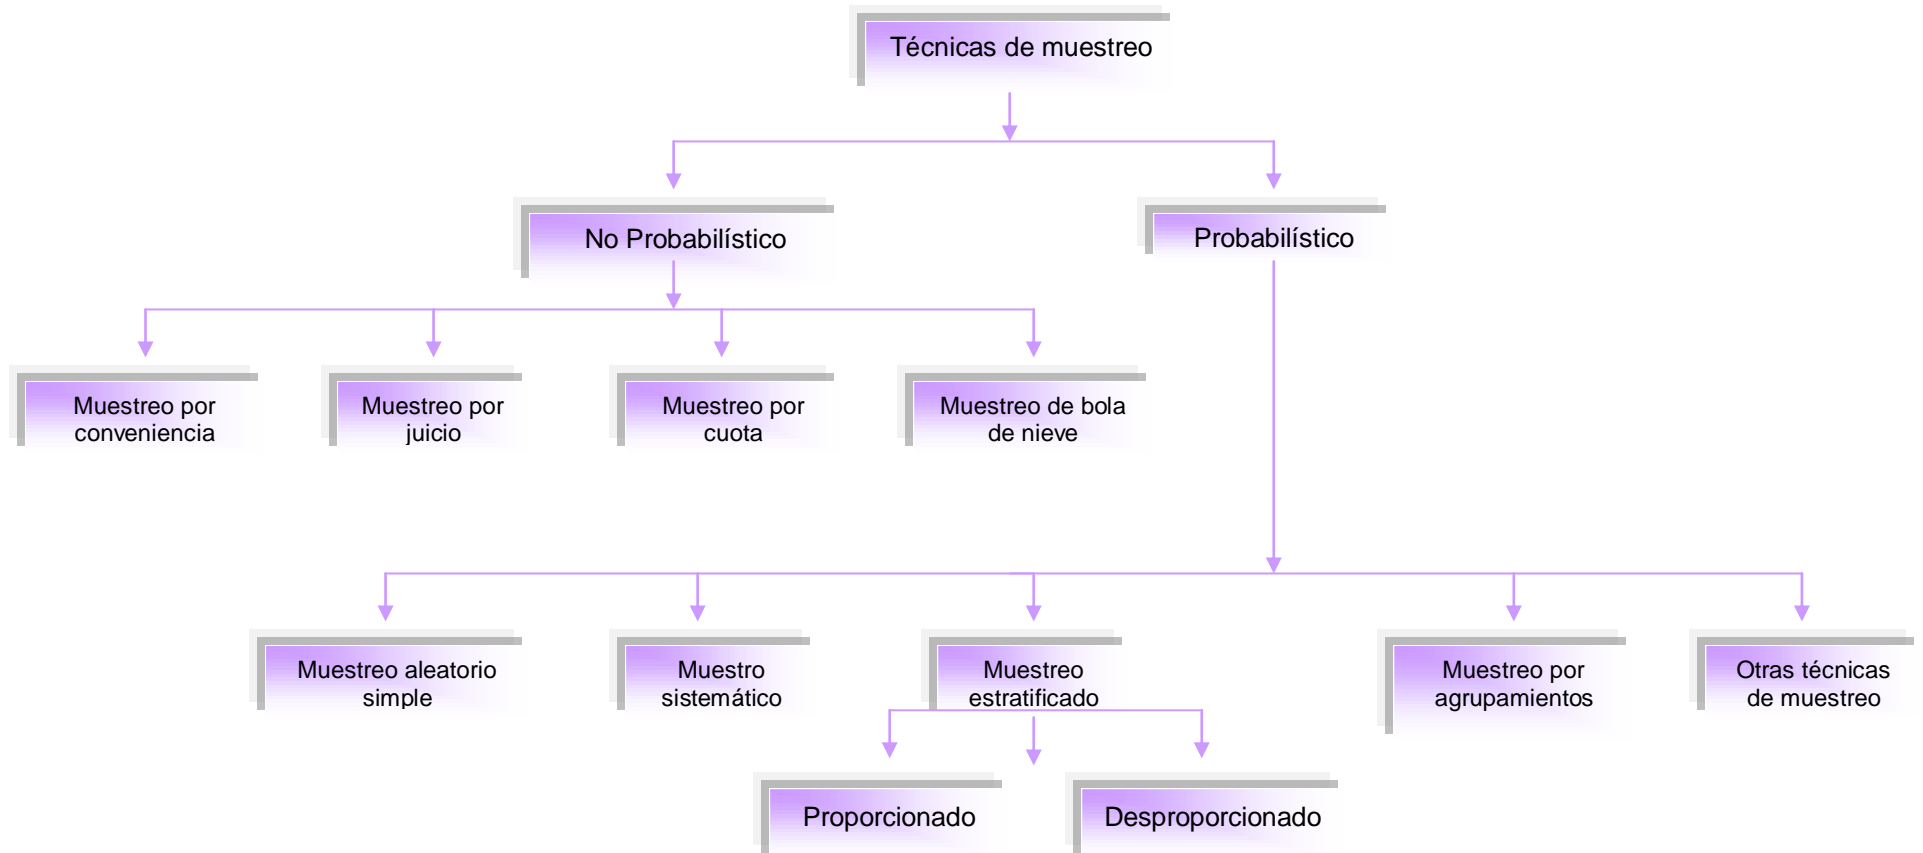 Técnicas de muestreo
No Probabilístico
Probabilístico
Muestreo por
conveniencia
Muestreo por
juicio
Muestreo por
cuota
Muestreo de bola
de nieve
Muestreo aleatorio
simple
Muestro
sistemático
Muestreo
estratificado
Muestreo por
agrupamientos
Otras técnicas
de muestreo
Proporcionado
Desproporcionado